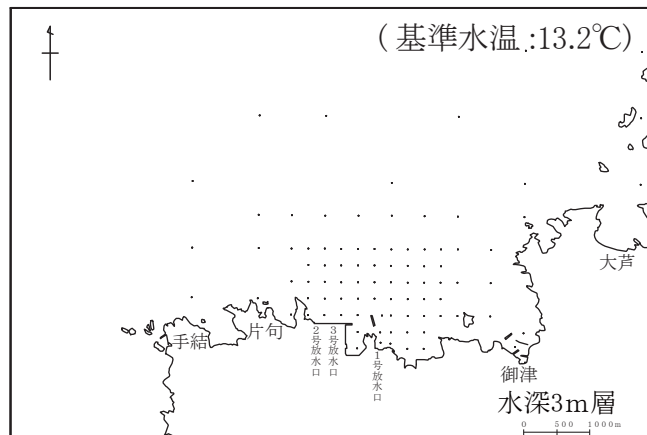 (基準水温:13.2℃)
大芦
手結
片句
2号放水口
3号放水口
1号放水口
御津
水深3m層
0 500 1000m